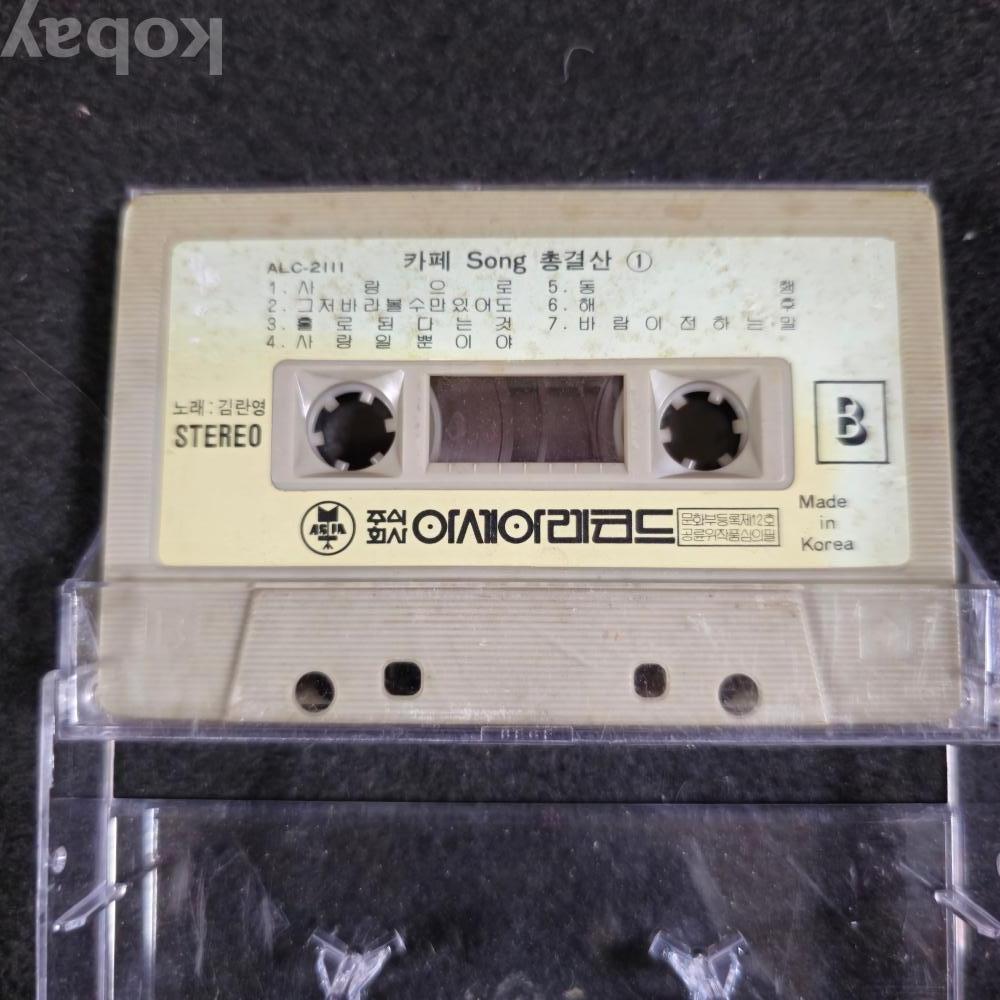 kobay
ALC-2111 카페 Song 총결산 ①
1. 사랑으로 5. 동행
2. 그저바라볼수만있어도 6. 해후
3. 홀로된다는것 7. 바람이전하는말
4. 사랑일뿐이야
노래: 김란영
STEREO
B
ASIA
주식회사 아세아레코드
문화부등록제12호
공륜위작품심의필
Made
in
Korea